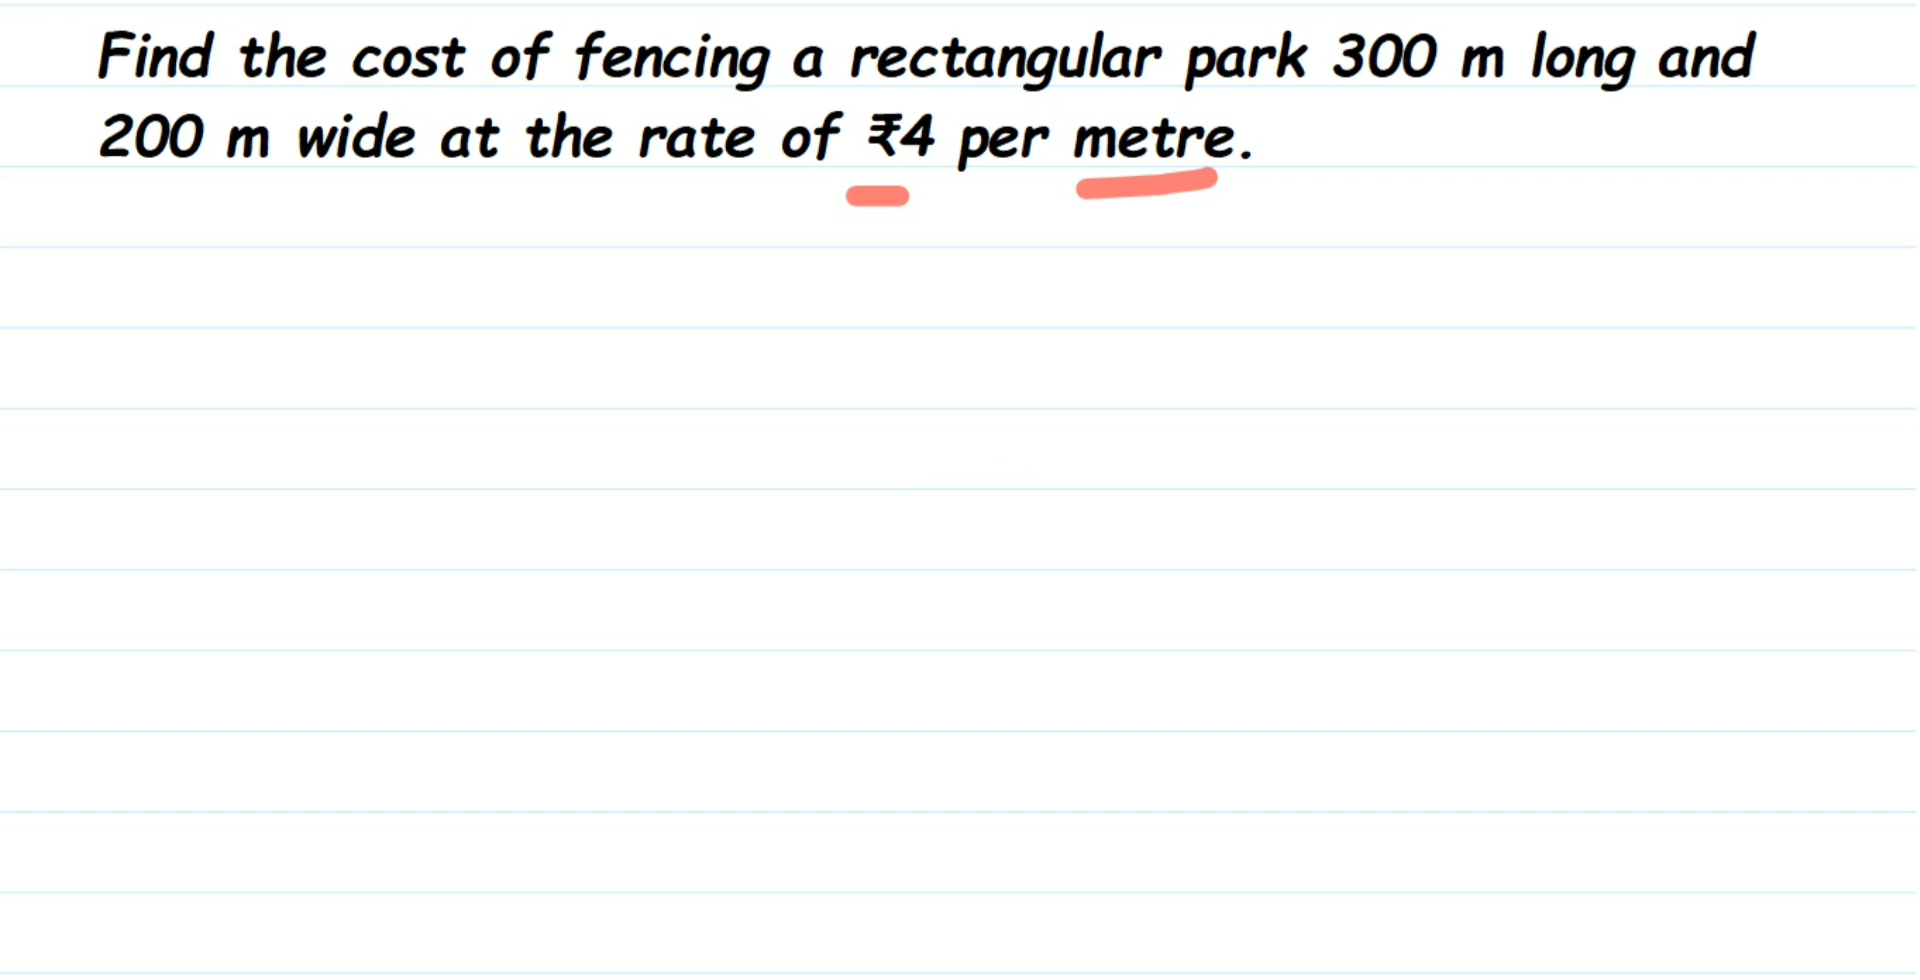 Find the cost of fencing a rectangular park 300 m long and
200 m wide at the rate of ₹4 per metre.